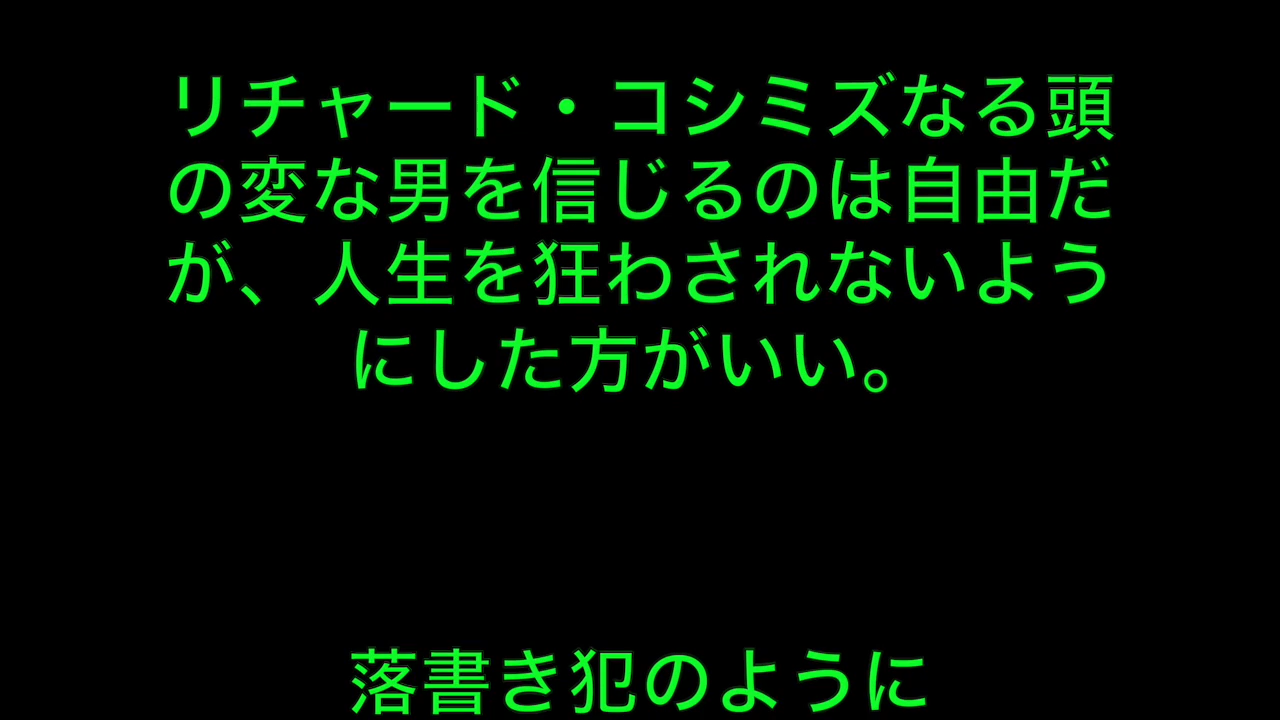 リチャード・コシミズなる頭
の変な男を信じるのは自由だ
が、人生を狂わされないよう
にした方がいい。
落書き犯のように